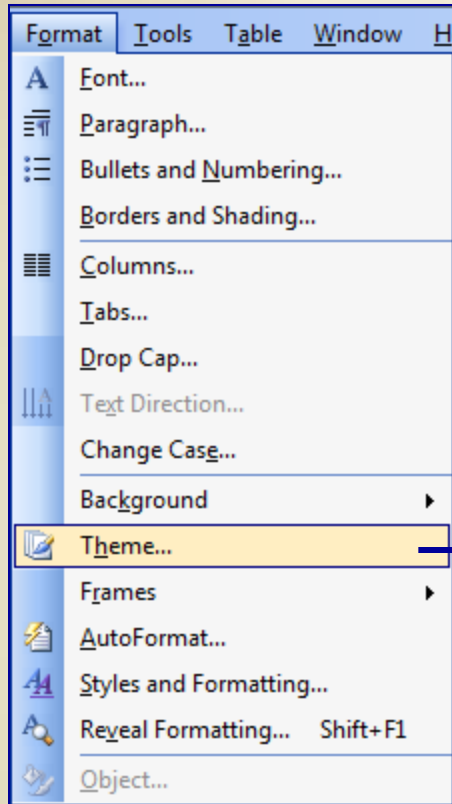 Format Tools Table Window H
Font...
Paragraph...
Bullets and Numbering...
Borders and Shading...
Columns...
Tabs...
Drop Cap...
Text Direction...
Change Case...
Background
Theme...
Frames
AutoFormat...
Styles and Formatting...
Reveal Formatting... Shift+F1
Object...